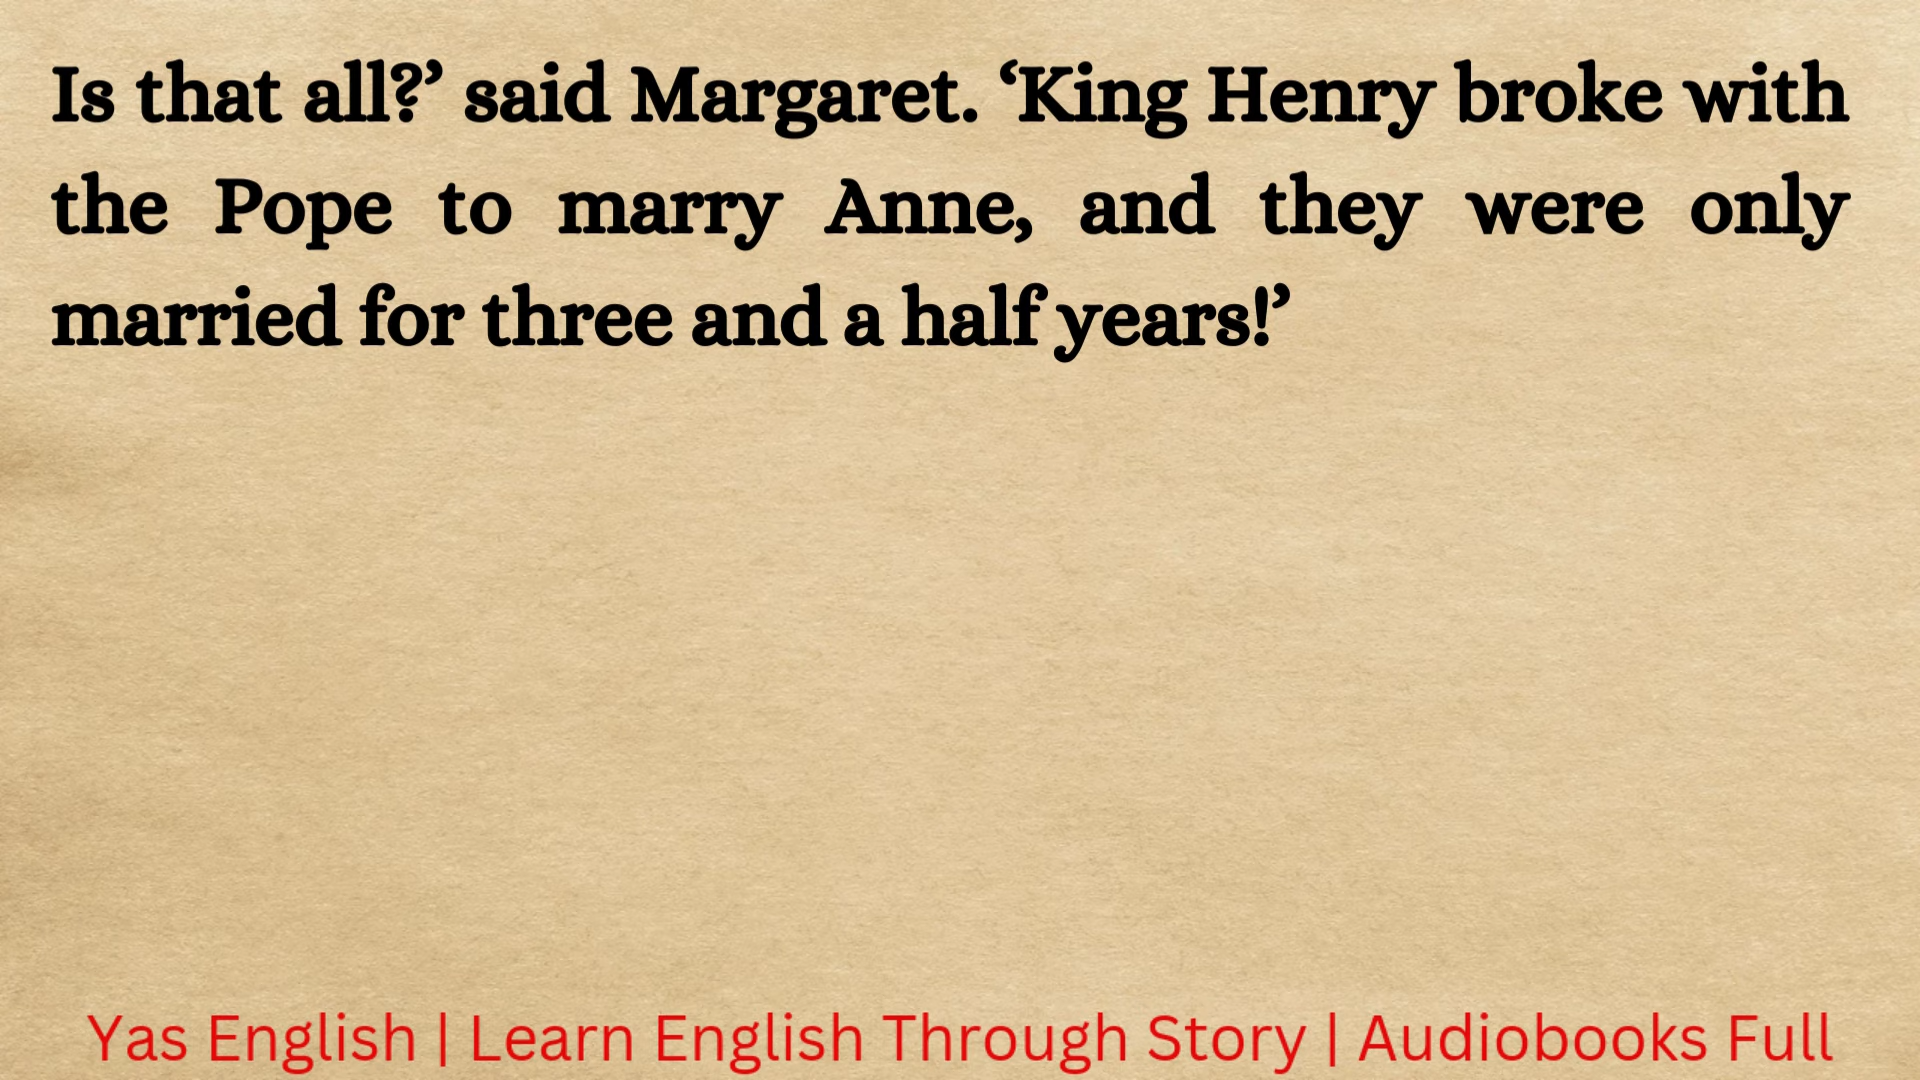 Is that all?’ said Margaret. ‘King Henry broke with
the Pope to marry Anne, and they were only
married for three and a half years!’
Yas English | Learn English Through Story | Audiobooks Full